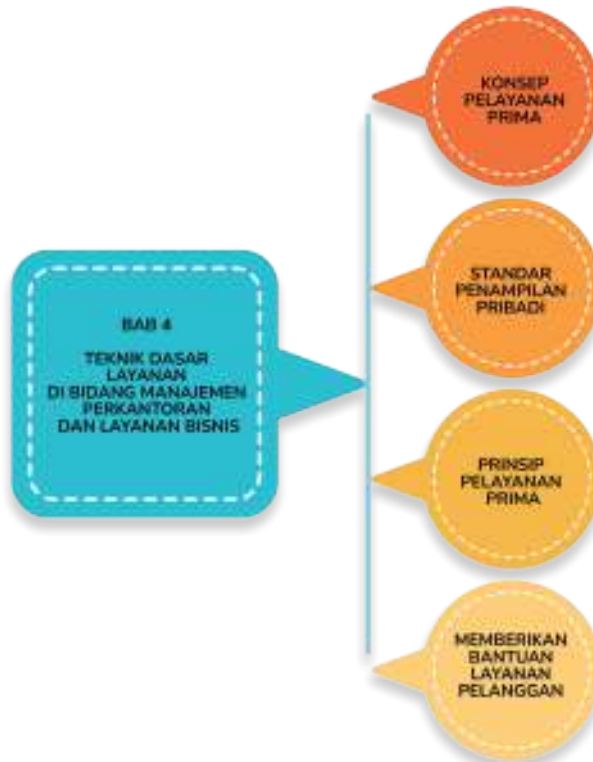 BAB 4
TEKNIK DASAR
LAYANAN
DI BIDANG MANAJEMEN
PERKANTORAN
DAN LAYANAN BISNIS
KONSEP
PELAYANAN
PRIMA
STANDAR
PENAMPILAN
PRIBADI
PRINSIP
PELAYANAN
PRIMA
MEMBERIKAN
BANTUAN
LAYANAN
PELANGGAN